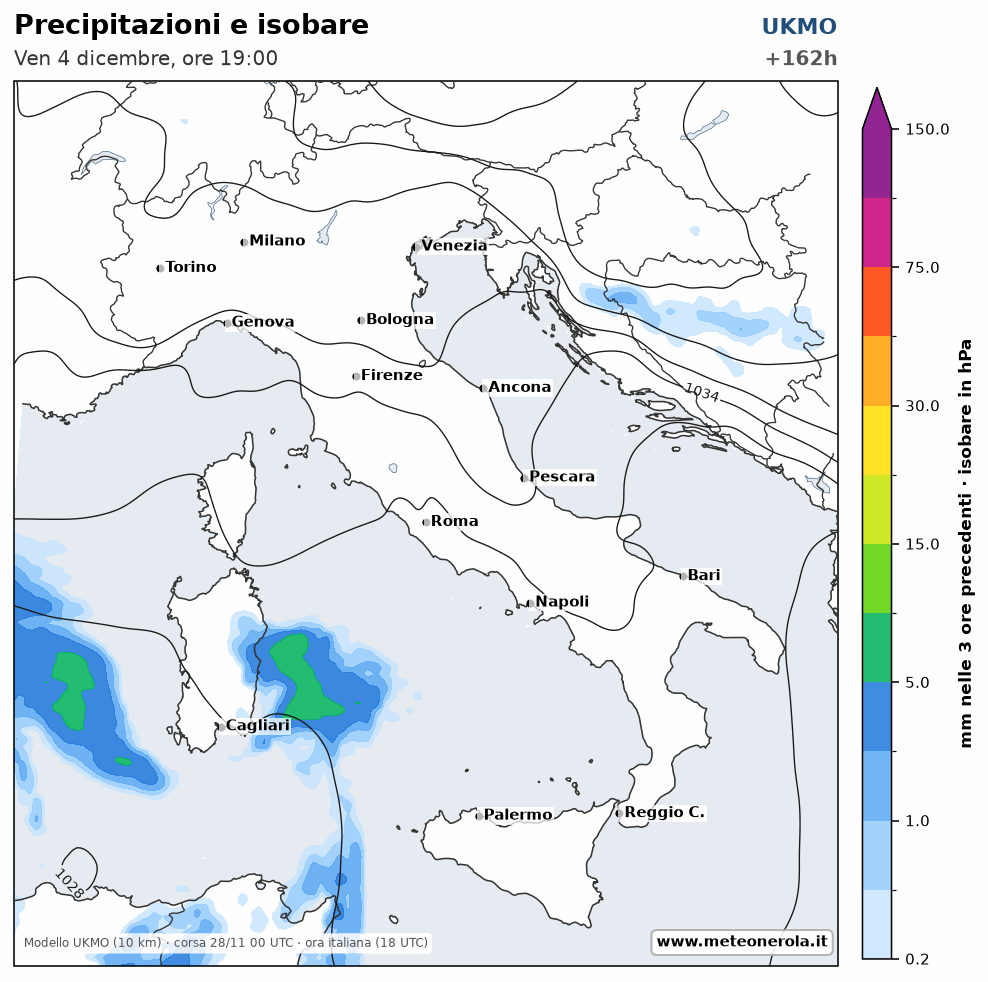 Precipitazioni e isobare
UKMO
Ven 4 dicembre, ore 19:00
+162h
150.0
75.0
30.0
15.0
5.0
1.0
0.2
mm nelle 3 ore precedenti · isobare in hPa
Milano
Venezia
Torino
Genova
Bologna
Firenze
Ancona
1034
Pescara
Roma
Bari
Napoli
Cagliari
Palermo
Reggio C.
1028
Modello UKMO (10 km) · corsa 28/11 00 UTC · ora italiana (18 UTC)
www.meteonerola.it